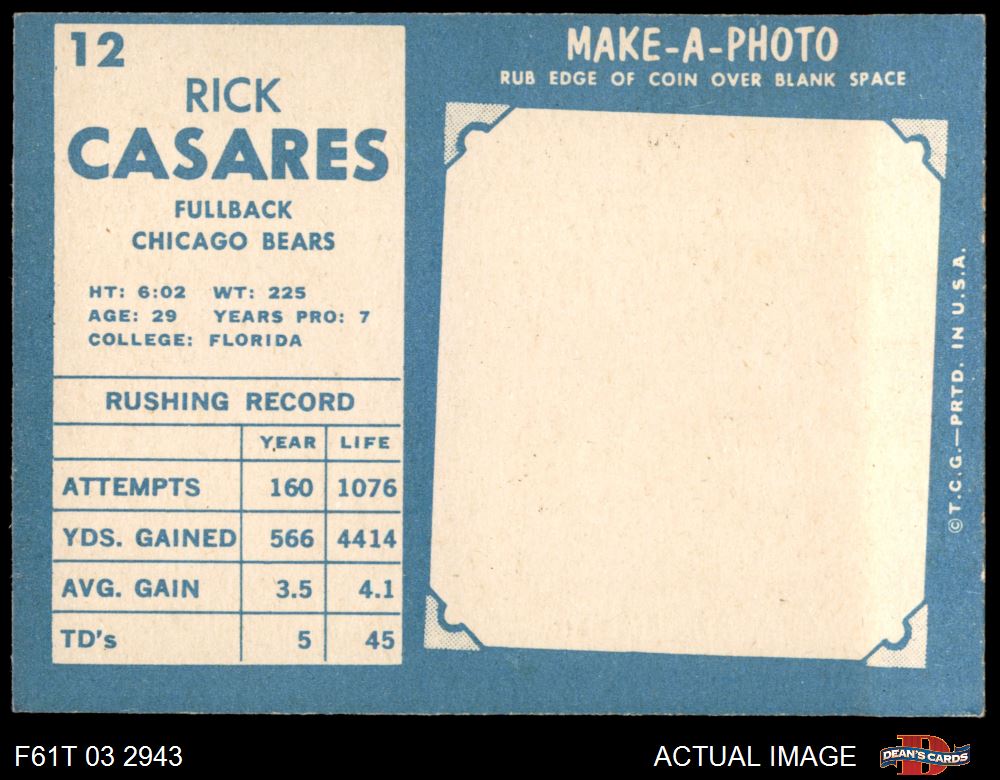 12
RICK
CASARES
FULLBACK
CHICAGO BEARS
HT: 6:02 WT: 225
AGE: 29 YEARS PRO: 7
COLLEGE: FLORIDA
RUSHING RECORD
YEAR LIFE
ATTEMPTS 160 1076
YDS. GAINED 566 4414
AVG. GAIN 3.5 4.1
TD's 5 45
MAKE-A-PHOTO
RUB EDGE OF COIN OVER BLANK SPACE
©T.C.G.—PRTD. IN U.S.A.
F61T 03 2943
ACTUAL IMAGE
D
DEAN'S CARDS